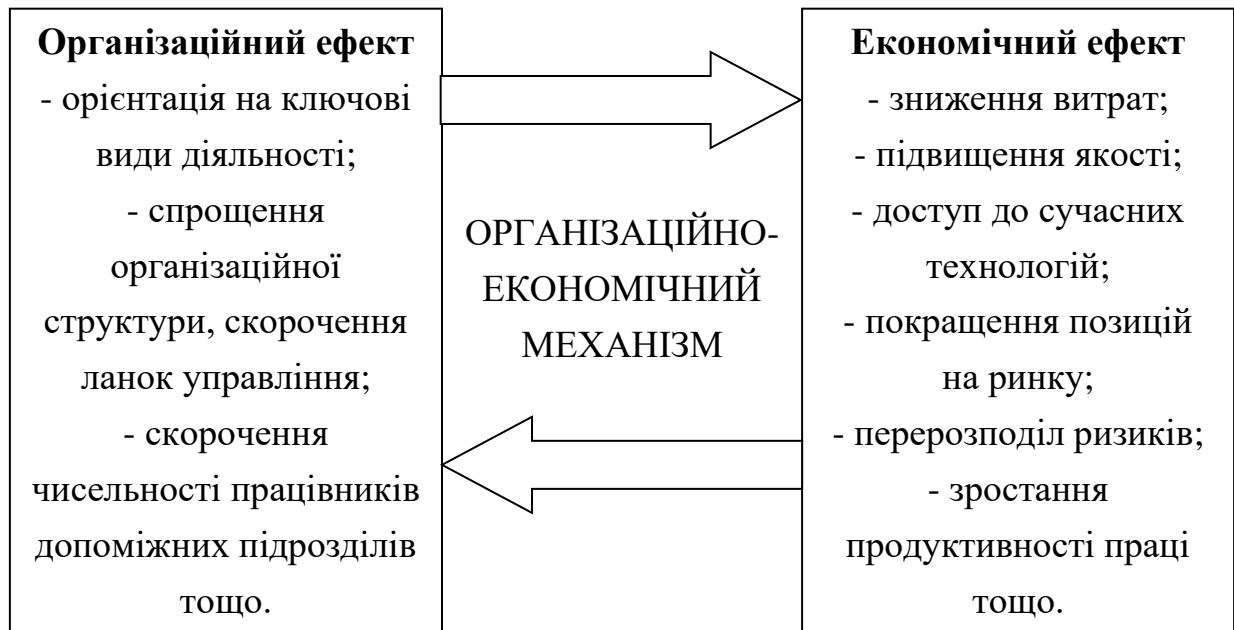 Організаційний ефект
- орієнтація на ключові
види діяльності;
- спрощення
організаційної
структури, скорочення
ланок управління;
- скорочення
чисельності працівників
допоміжних підрозділів
тощо.
ОРГАНІЗАЦІЙНО-
ЕКОНОМІЧНИЙ
МЕХАНІЗМ
Економічний ефект
- зниження витрат;
- підвищення якості;
- доступ до сучасних
технологій;
- покращення позицій
на ринку;
- перерозподіл ризиків;
- зростання
продуктивності праці
тощо.